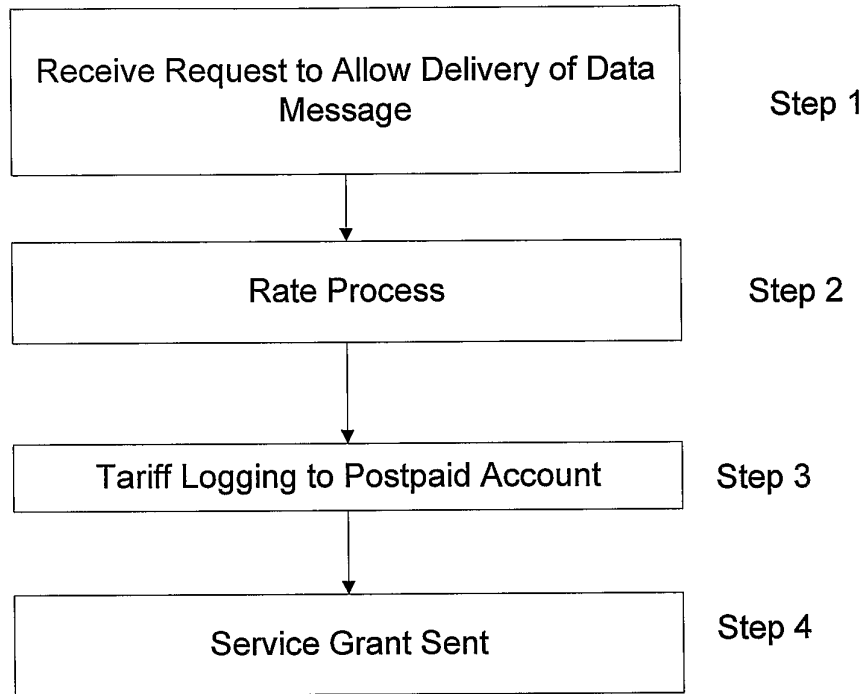 Receive Request to Allow Delivery of Data
Message
Step 1
Rate Process
Step 2
Tariff Logging to Postpaid Account
Step 3
Service Grant Sent
Step 4